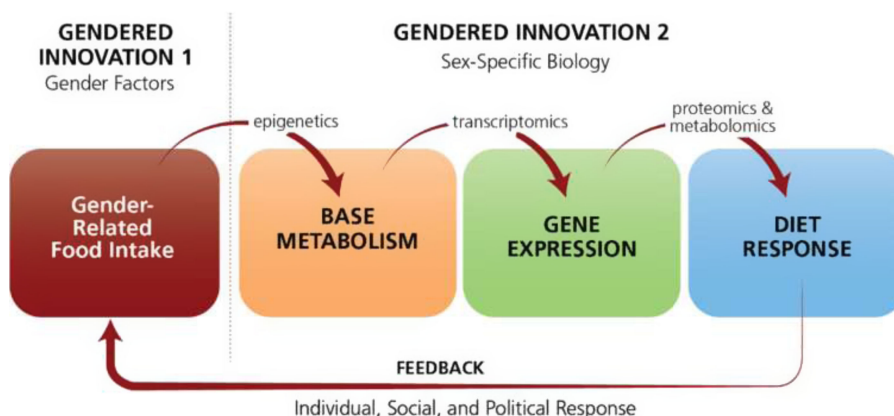 GENDERED
INNOVATION 1
Gender Factors
GENDERED INNOVATION 2
Sex-Specific Biology
epigenetics
transcriptomics
proteomics &
metabolomics
Gender-
Related
Food Intake
BASE
METABOLISM
GENE
EXPRESSION
DIET
RESPONSE
FEEDBACK
Individual, Social, and Political Response